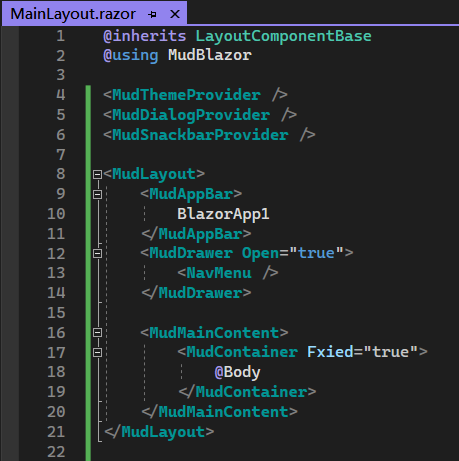 MainLayout.razor
1 @inherits LayoutComponentBase
2 @using MudBlazor
3
4 <MudThemeProvider />
5 <MudDialogProvider />
6 <MudSnackbarProvider />
7
8 <MudLayout>
9 <MudAppBar>
10 BlazorApp1
11 </MudAppBar>
12 <MudDrawer Open="true">
13 <NavMenu />
14 </MudDrawer>
15
16 <MudMainContent>
17 <MudContainer Fxied="true">
18 @Body
19 </MudContainer>
20 </MudMainContent>
21 </MudLayout>
22